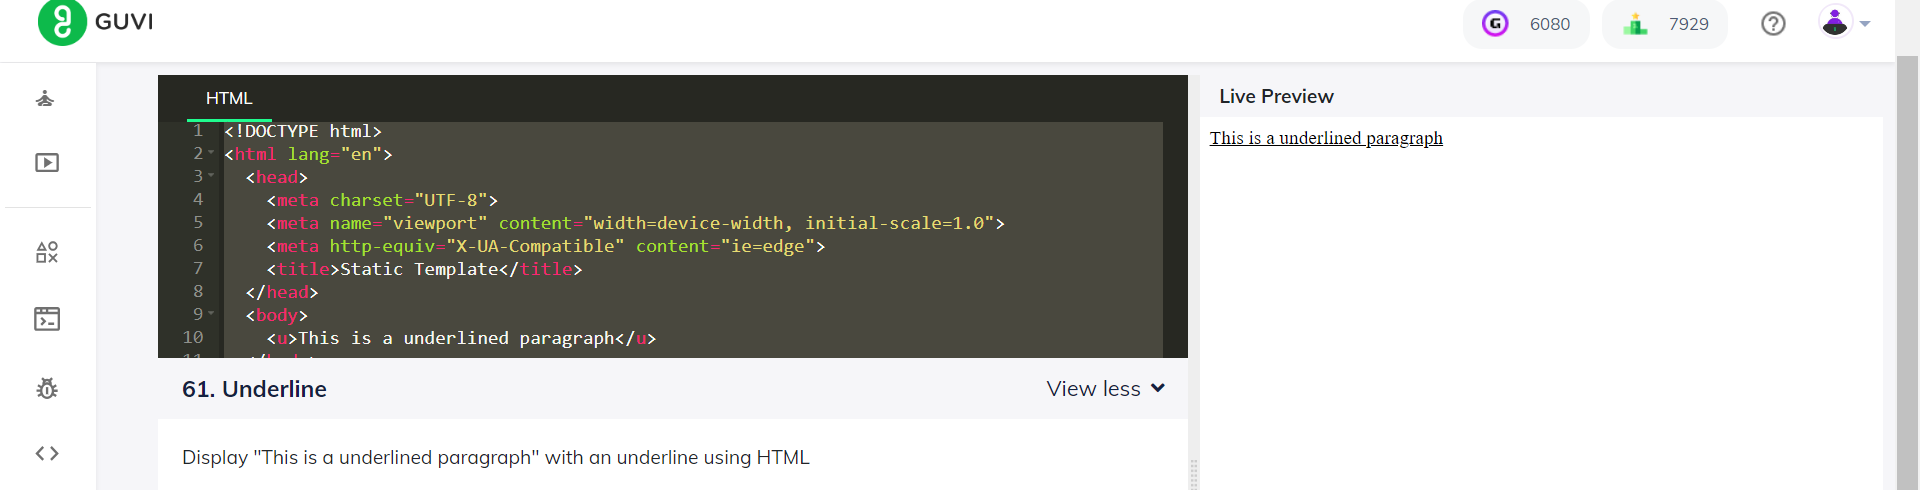 GUVI
6080
7929
HTML
1 <!DOCTYPE html>
2 <html lang="en">
3 <head>
4 <meta charset="UTF-8">
5 <meta name="viewport" content="width=device-width, initial-scale=1.0">
6 <meta http-equiv="X-UA-Compatible" content="ie=edge">
7 <title>Static Template</title>
8 </head>
9 <body>
10 <u>This is a underlined paragraph</u>
61. Underline
View less
Display "This is a underlined paragraph" with an underline using HTML
Live Preview
This is a underlined paragraph